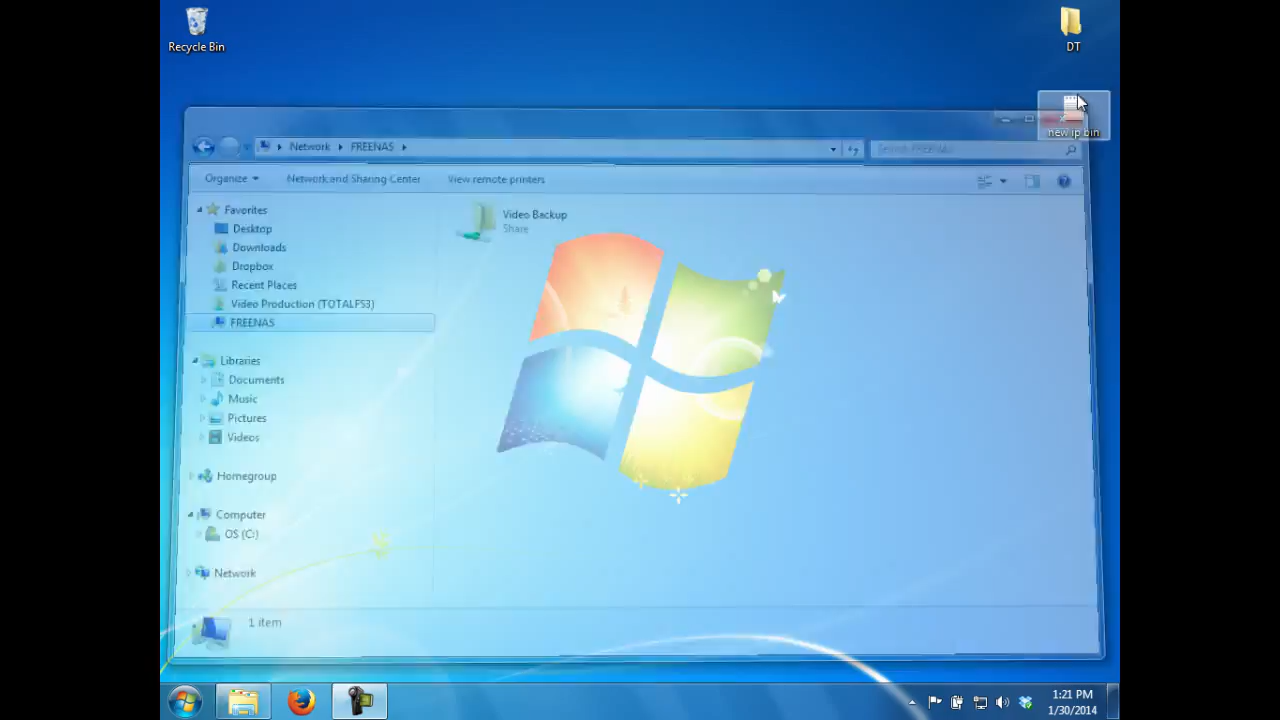 Recycle Bin
DT
new ip bin
Network ▸ FREENAS ▸
Search FREENAS
Organize
Network and Sharing Center
View remote printers
Favorites
Desktop
Downloads
Dropbox
Recent Places
Video Production (TOTALFS3)
FREENAS
Libraries
Documents
Music
Pictures
Videos
Homegroup
Computer
OS (C:)
Network
Video Backup
Share
1 item
1:21 PM
1/30/2014